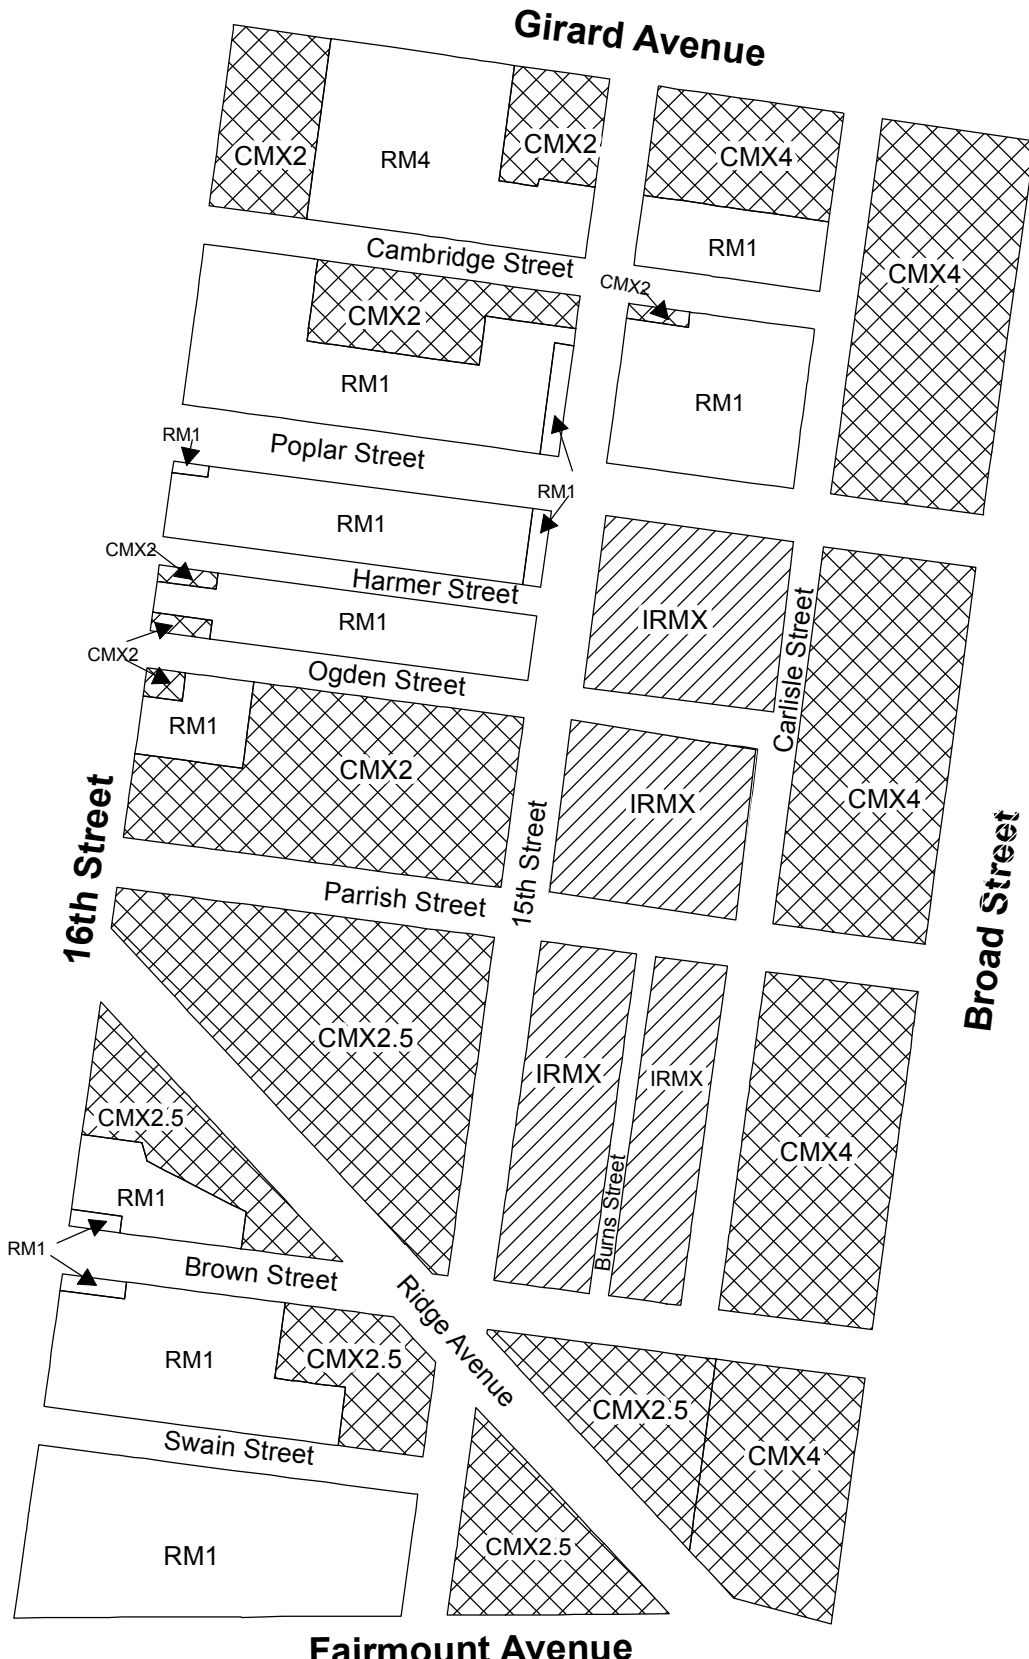 Girard Avenue
CMX2
RM4
CMX2
CMX4
RM1
CMX4
Cambridge Street
CMX2
CMX2
RM1
RM1
Poplar Street
RM1
RM1
RM1
CMX2
Harmer Street
RM1
IRMX
CMX2
Ogden Street
RM1
CMX2
Carlisle Street
IRMX
CMX4
16th Street
15th Street
Broad Street
Parrish Street
CMX2.5
IRMX
IRMX
CMX4
Burns Street
CMX2.5
RM1
RM1
Brown Street
Ridge Avenue
RM1
CMX2.5
CMX2.5
CMX4
Swain Street
RM1
CMX2.5
Fairmount Avenue